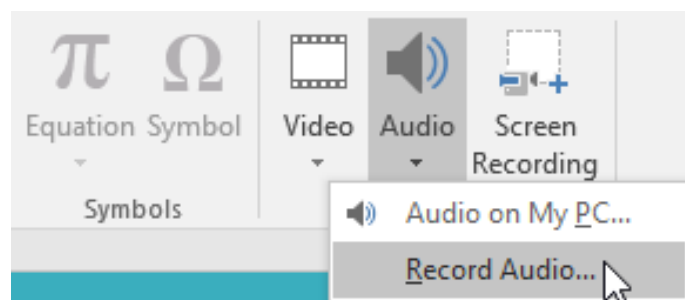 π Ω
Equation Symbol Video Audio Screen
Recording
Symbols
Audio on My PC...
Record Audio...